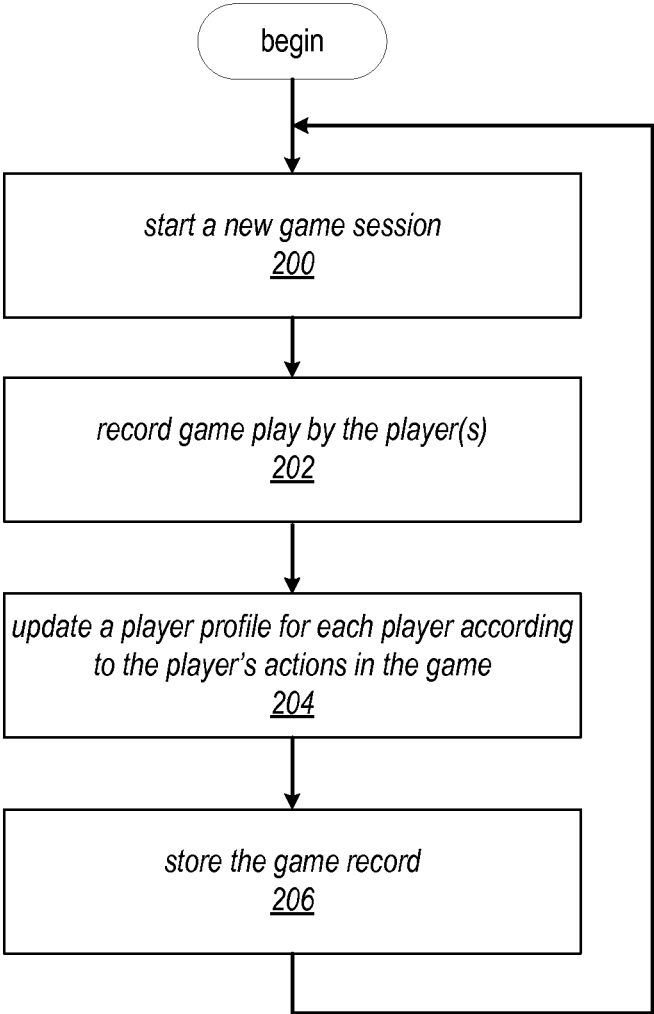 begin
start a new game session
200
record game play by the player(s)
202
update a player profile for each player according
to the player's actions in the game
204
store the game record
206